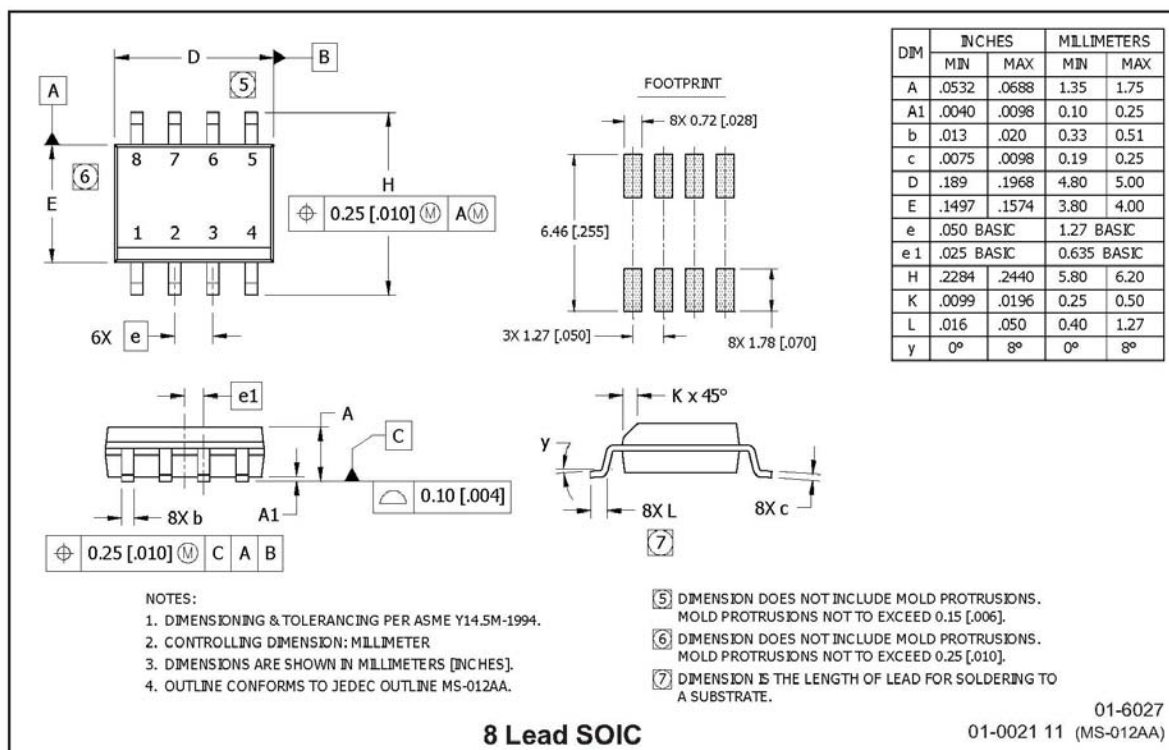 D
B
5
A
8 7 6 5
6
E
H
⌖ 0.25 [.010] Ⓜ AⓂ
1 2 3 4
6X e
FOOTPRINT
8X 0.72 [.028]
6.46 [.255]
3X 1.27 [.050]
8X 1.78 [.070]
DIM INCHES MILLIMETERS
MIN MAX MIN MAX
A .0532 .0688 1.35 1.75
A1 .0040 .0098 0.10 0.25
b .013 .020 0.33 0.51
c .0075 .0098 0.19 0.25
D .189 .1968 4.80 5.00
E .1497 .1574 3.80 4.00
e .050 BASIC 1.27 BASIC
e 1 .025 BASIC 0.635 BASIC
H .2284 .2440 5.80 6.20
K .0099 .0196 0.25 0.50
L .016 .050 0.40 1.27
y 0° 8° 0° 8°
e1
A
C
⌓ 0.10 [.004]
8X b
A1
⌖ 0.25 [.010] Ⓜ C A B
K x 45°
y
8X L
7
8X c
NOTES:
1. DIMENSIONING & TOLERANCING PER ASME Y14.5M-1994.
2. CONTROLLING DIMENSION: MILLIMETER
3. DIMENSIONS ARE SHOWN IN MILLIMETERS [INCHES].
4. OUTLINE CONFORMS TO JEDEC OUTLINE MS-012AA.
5 DIMENSION DOES NOT INCLUDE MOLD PROTRUSIONS.
MOLD PROTRUSIONS NOT TO EXCEED 0.15 [.006].
6 DIMENSION DOES NOT INCLUDE MOLD PROTRUSIONS.
MOLD PROTRUSIONS NOT TO EXCEED 0.25 [.010].
7 DIMENSION IS THE LENGTH OF LEAD FOR SOLDERING TO
A SUBSTRATE.
8 Lead SOIC
01-6027
01-0021 11 (MS-012AA)